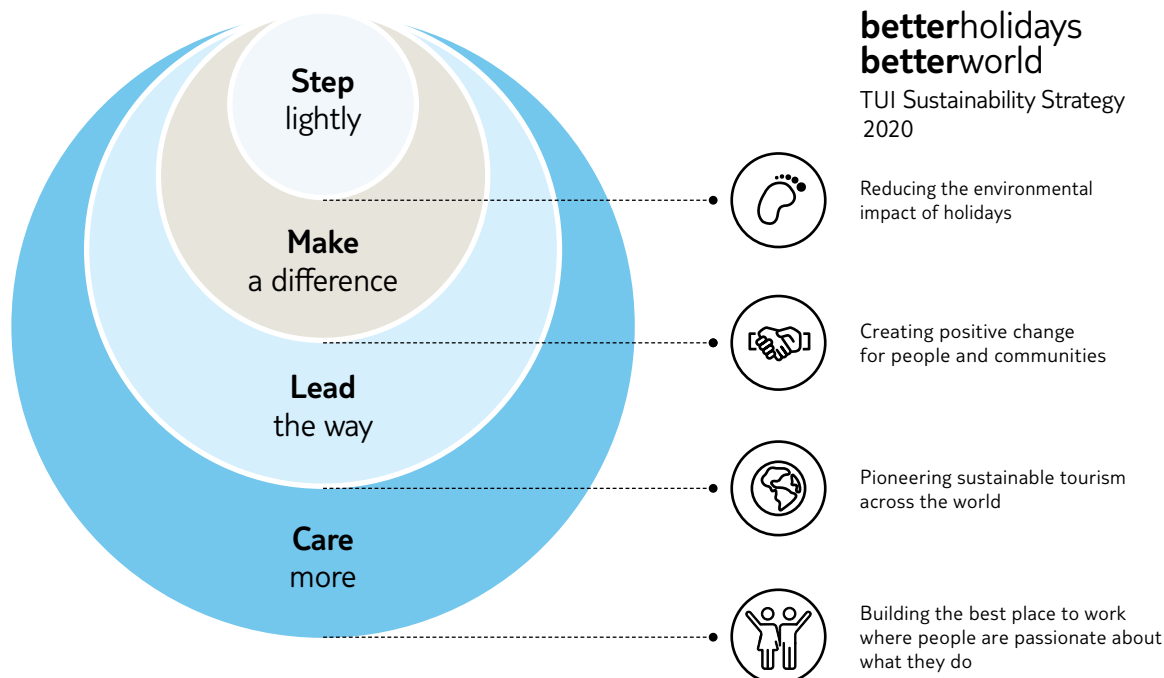 Step
lightly
Make
a difference
Lead
the way
Care
more
betterholidays
betterworld
TUI Sustainability Strategy
2020
Reducing the environmental
impact of holidays
Creating positive change
for people and communities
Pioneering sustainable tourism
across the world
Building the best place to work
where people are passionate about
what they do